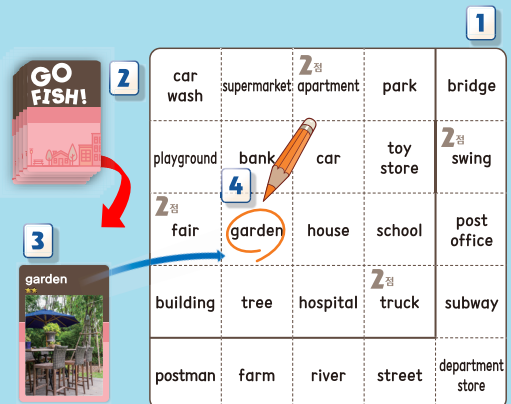 1
2
GO
FISH!
car
wash
supermarket
2점
apartment
park
bridge
playground
bank
car
toy
store
2점
swing
4
2점
fair
garden
house
school
post
office
3
garden
building
tree
hospital
2점
truck
subway
postman
farm
river
street
department
store